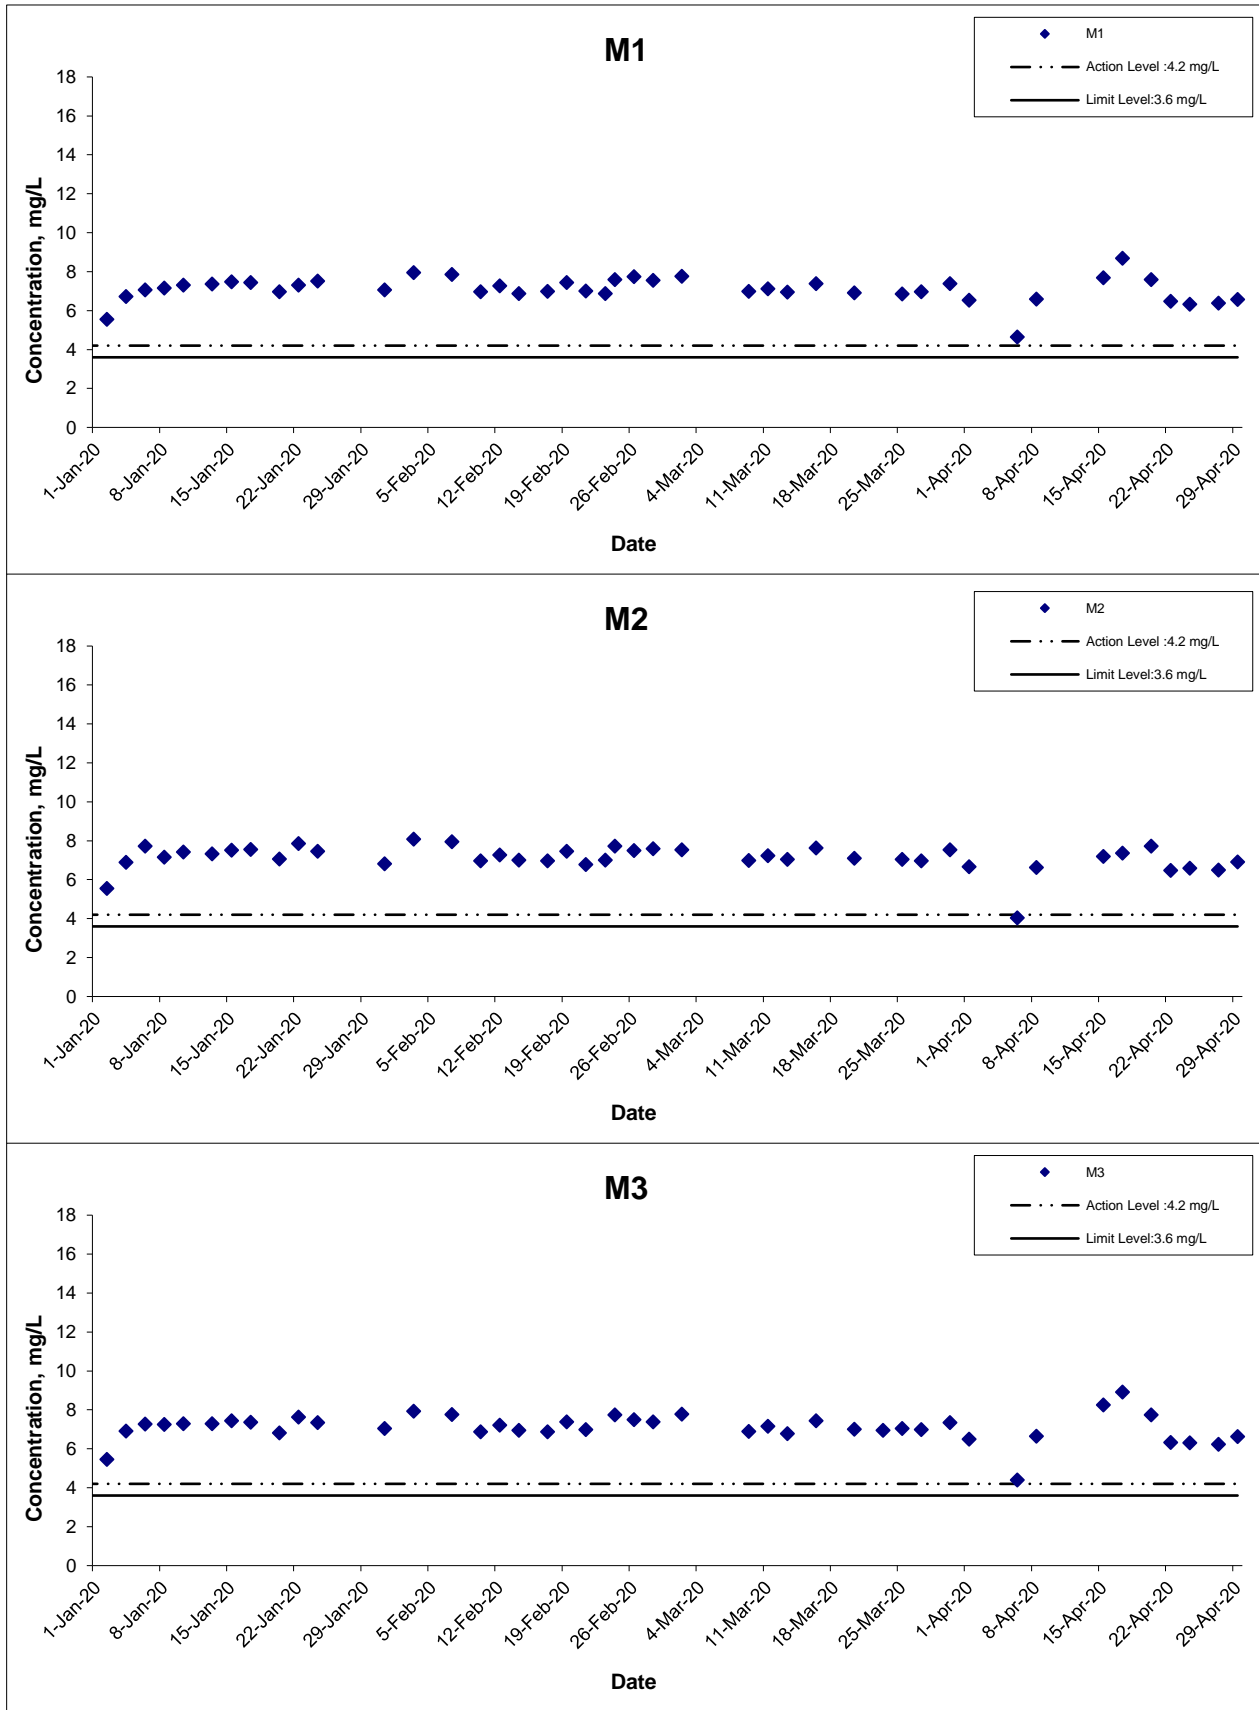 M1
M1
Action Level :4.2 mg/L
Limit Level:3.6 mg/L
Concentration, mg/L
18
16
14
12
10
8
6
4
2
0
1-Jan-20
8-Jan-20
15-Jan-20
22-Jan-20
29-Jan-20
5-Feb-20
12-Feb-20
19-Feb-20
26-Feb-20
4-Mar-20
11-Mar-20
18-Mar-20
25-Mar-20
1-Apr-20
8-Apr-20
15-Apr-20
22-Apr-20
29-Apr-20
Date
M2
M2
Action Level :4.2 mg/L
Limit Level:3.6 mg/L
Concentration, mg/L
18
16
14
12
10
8
6
4
2
0
1-Jan-20
8-Jan-20
15-Jan-20
22-Jan-20
29-Jan-20
5-Feb-20
12-Feb-20
19-Feb-20
26-Feb-20
4-Mar-20
11-Mar-20
18-Mar-20
25-Mar-20
1-Apr-20
8-Apr-20
15-Apr-20
22-Apr-20
29-Apr-20
Date
M3
M3
Action Level :4.2 mg/L
Limit Level:3.6 mg/L
Concentration, mg/L
18
16
14
12
10
8
6
4
2
0
1-Jan-20
8-Jan-20
15-Jan-20
22-Jan-20
29-Jan-20
5-Feb-20
12-Feb-20
19-Feb-20
26-Feb-20
4-Mar-20
11-Mar-20
18-Mar-20
25-Mar-20
1-Apr-20
8-Apr-20
15-Apr-20
22-Apr-20
29-Apr-20
Date